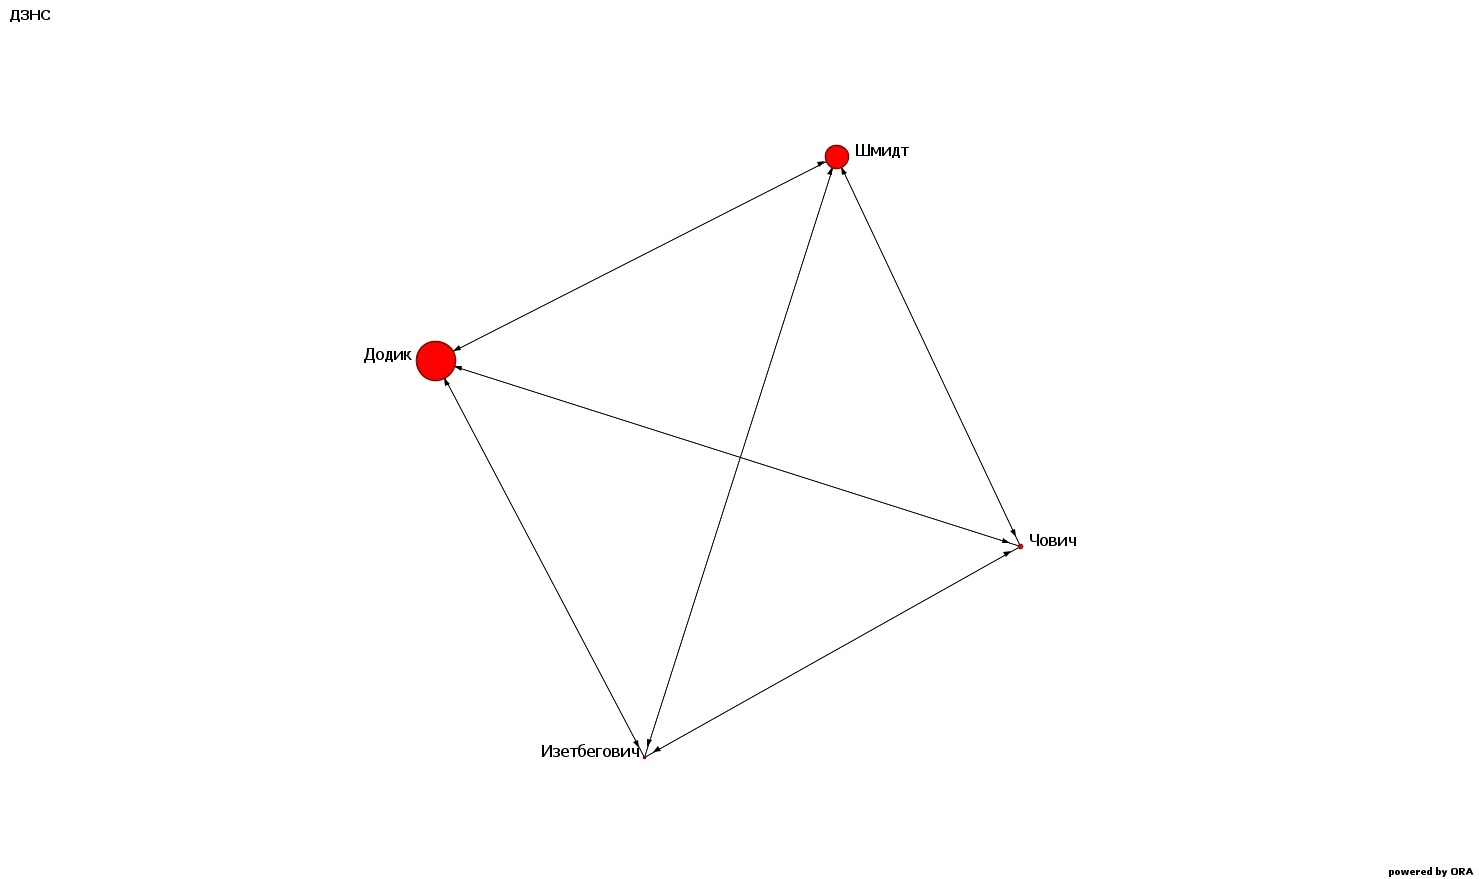 ДЗНС
Шмидт
Додик
Чович
Изетбегович
powered by ORA